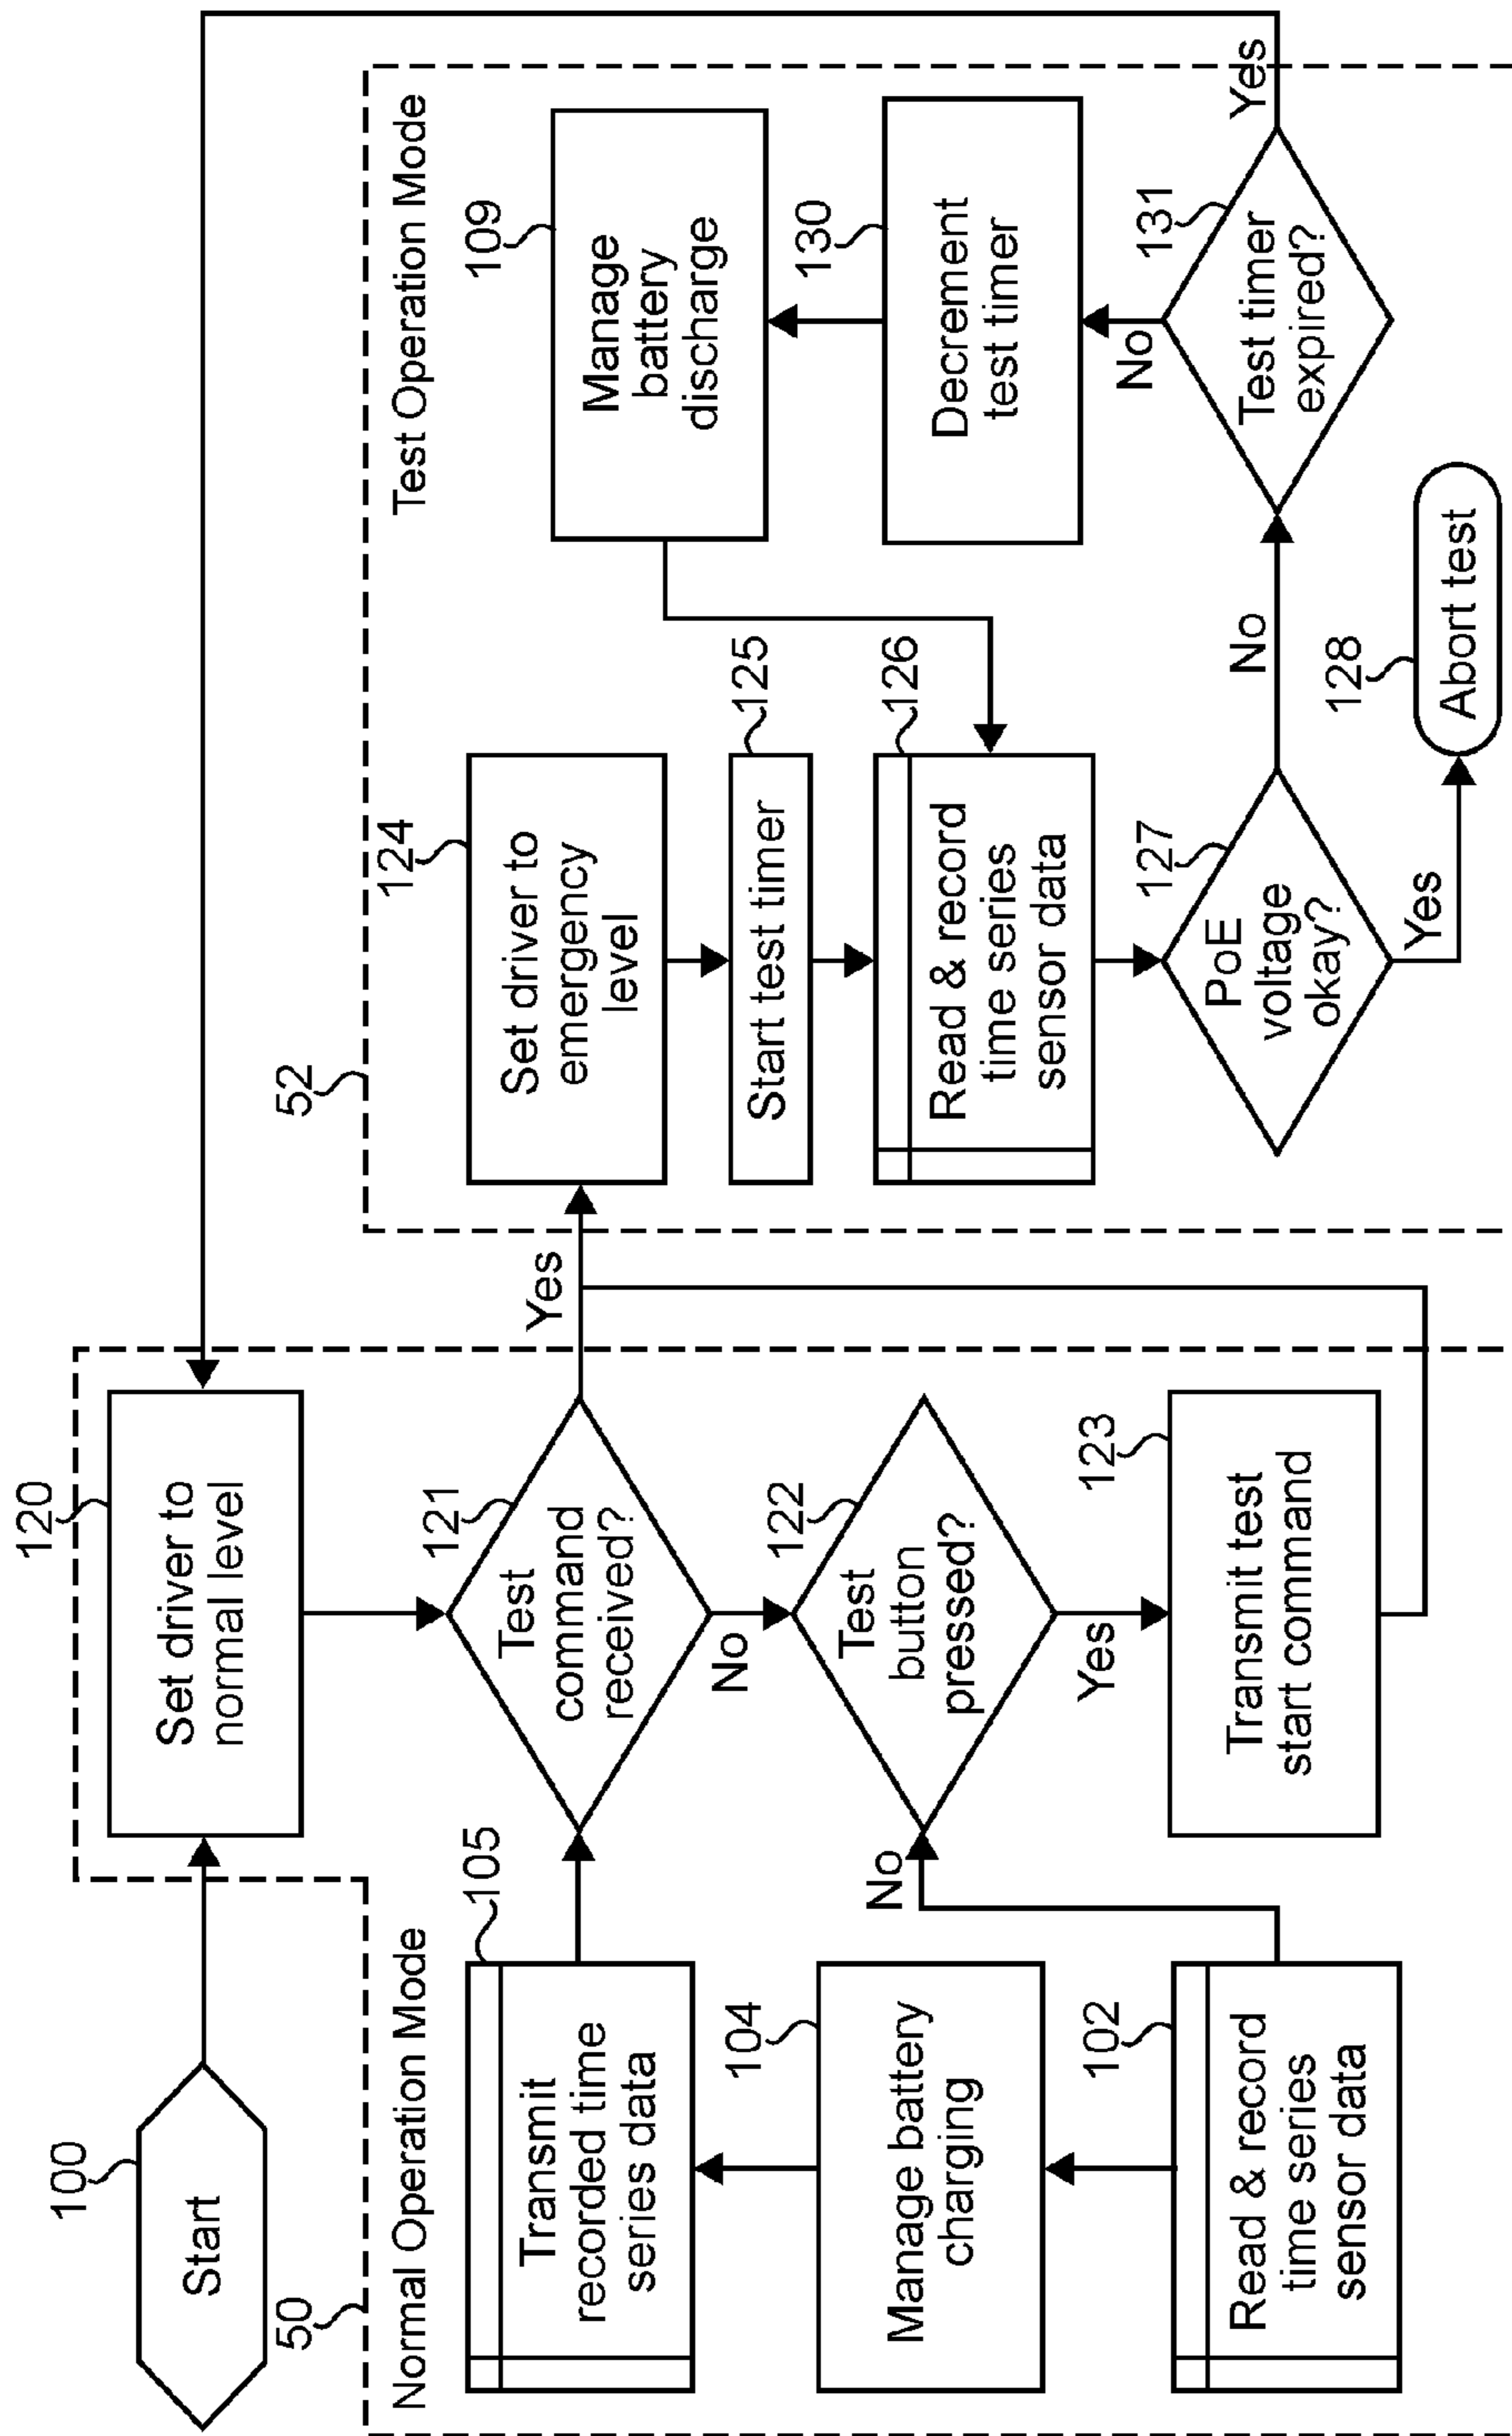 100
Start
50
Normal Operation Mode
120
Set driver to
normal level
105
Transmit
recorded time
series data
121
Test
command
received?
Yes
No
104
Manage battery
charging
No
122
Test
button
pressed?
Yes
102
Read & record
time series
sensor data
123
Transmit test
start command
52
Test Operation Mode
124
Set driver to
emergency
level
125
Start test timer
126
Read & record
time series
sensor data
127
PoE
voltage
okay?
No
Yes
128
Abort test
109
Manage
battery
discharge
130
Decrement
test timer
No
131
Test timer
expired?
Yes